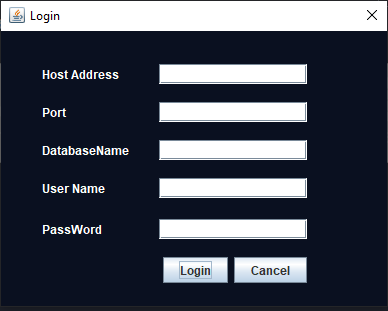 Login
Host Address
Port
DatabaseName
User Name
PassWord
Login Cancel